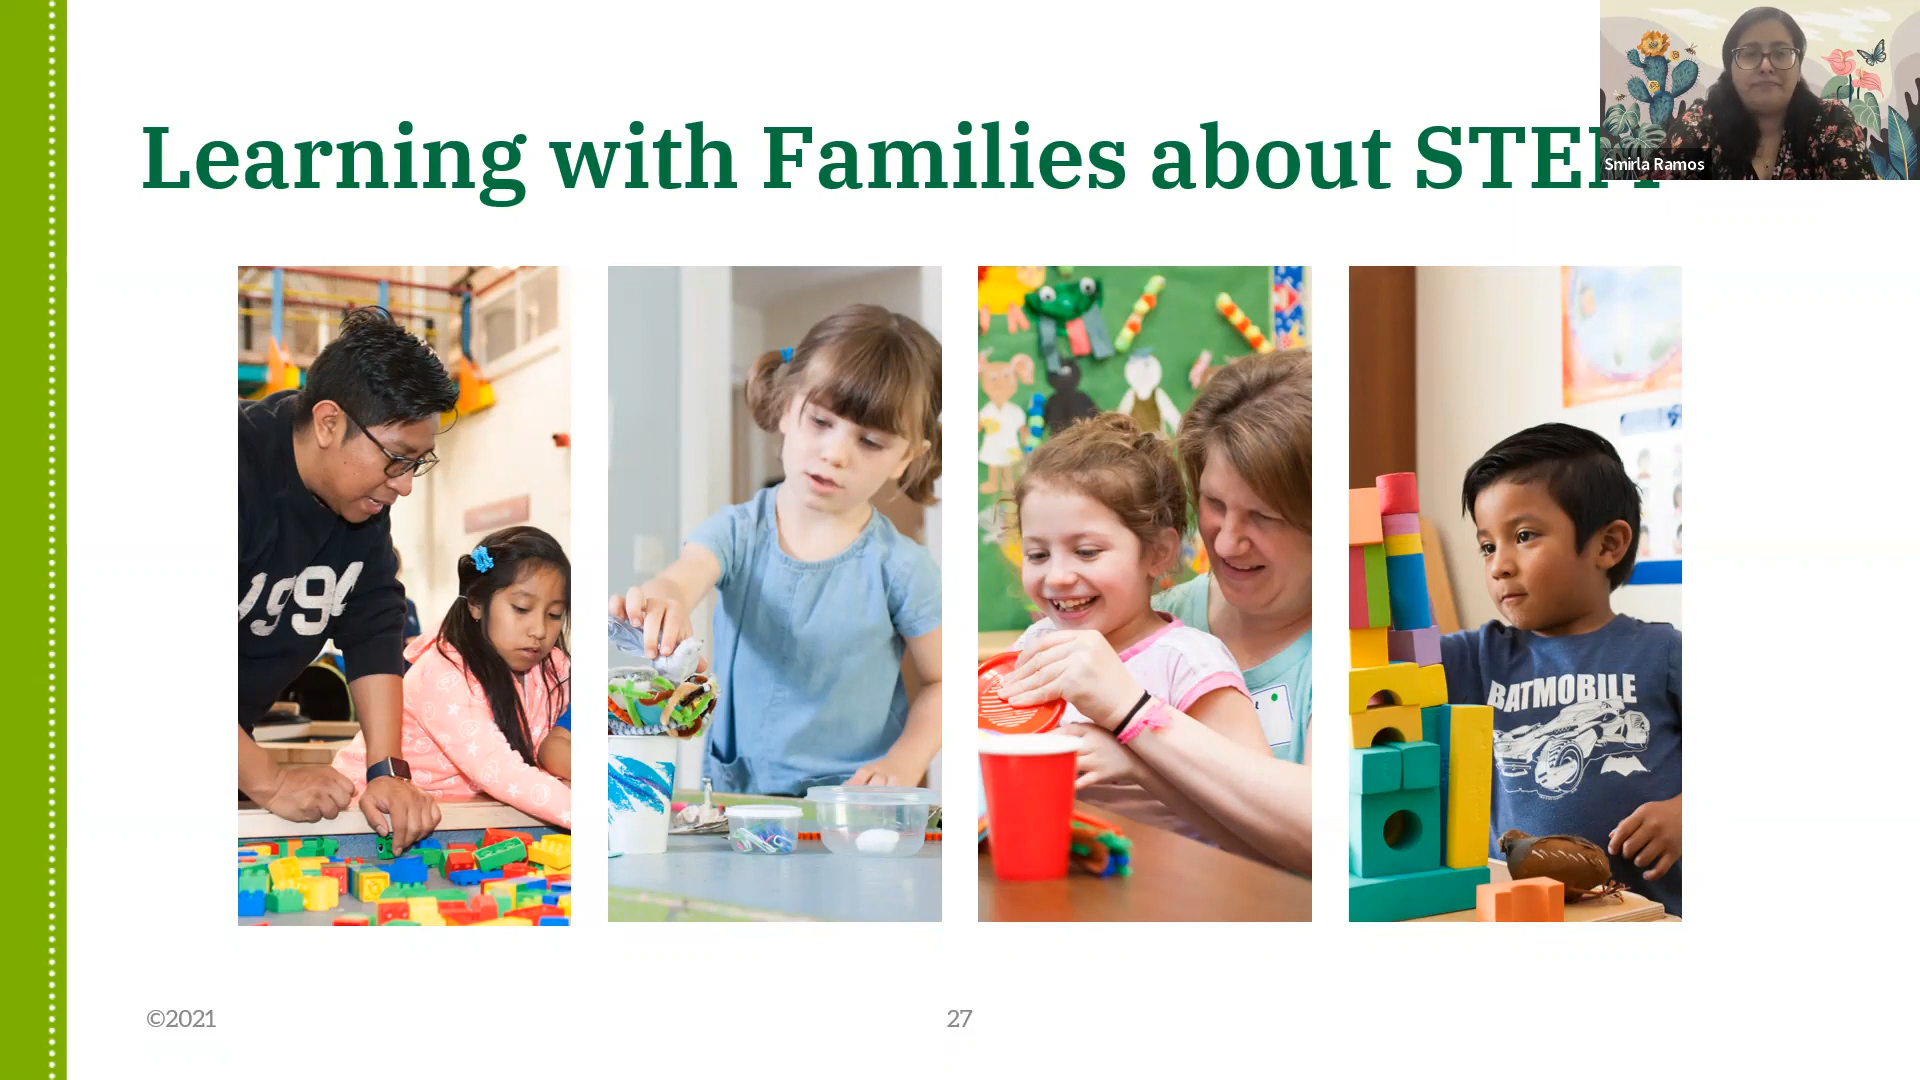 Learning with Families about STEM
Smirla Ramos
1994
BATMOBILE
©2021
27